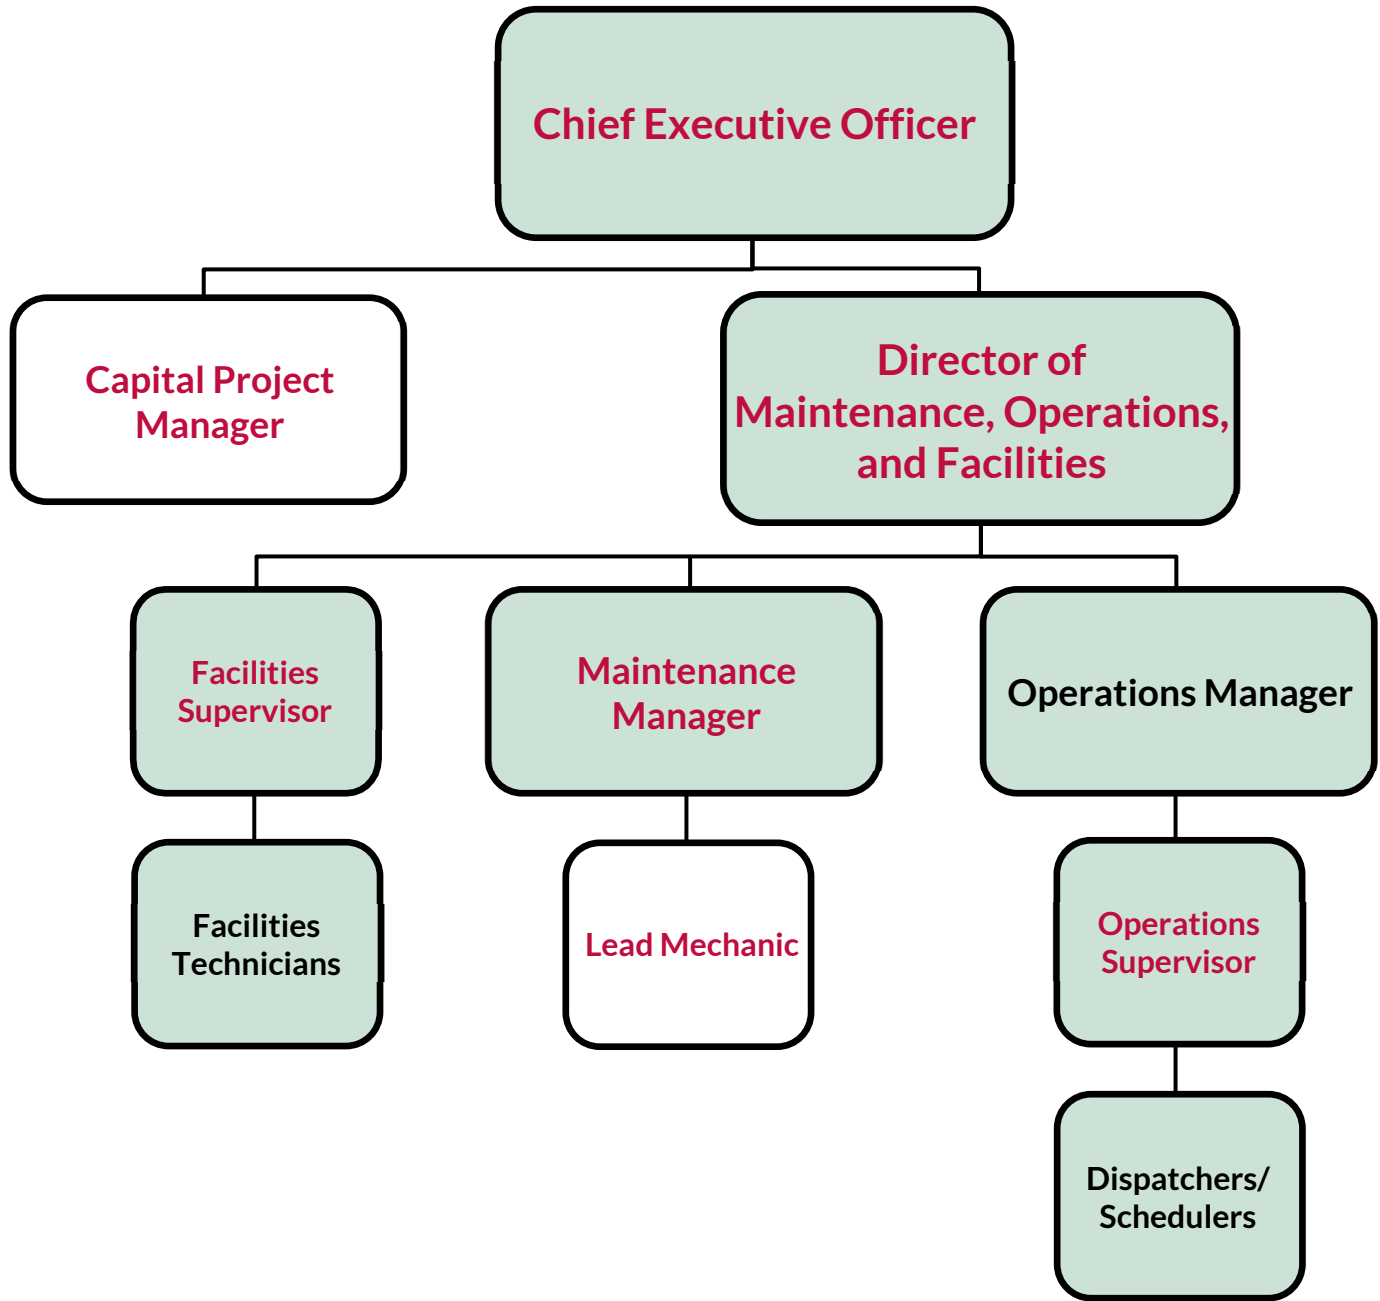 Chief Executive Officer
Capital Project
Manager
Director of
Maintenance, Operations,
and Facilities
Facilities
Supervisor
Maintenance
Manager
Operations Manager
Facilities
Technicians
Lead Mechanic
Operations
Supervisor
Dispatchers/
Schedulers